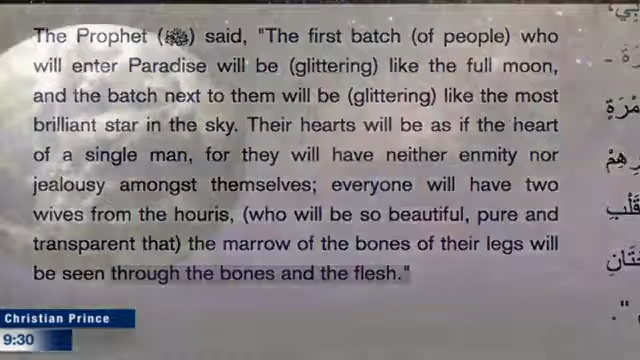 The Prophet (ﷺ) said, "The first batch (of people) who
will enter Paradise will be (glittering) like the full moon,
and the batch next to them will be (glittering) like the most
brilliant star in the sky. Their hearts will be as if the heart
of a single man, for they will have neither enmity nor
jealousy amongst themselves; everyone will have two
wives from the houris, (who will be so beautiful, pure and
transparent that) the marrow of the bones of their legs will
be seen through the bones and the flesh."
Christian Prince
9:30